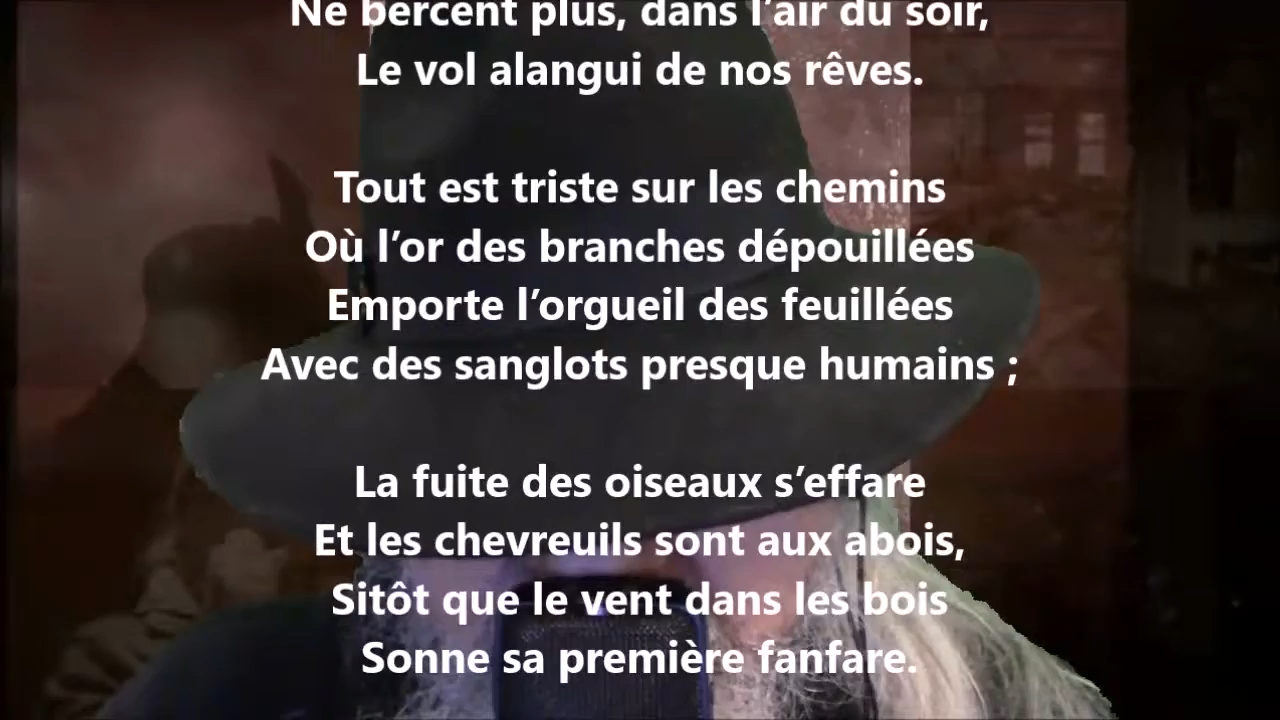 Ne bercent plus, dans l’air du soir,
Le vol alangui de nos rêves.
Tout est triste sur les chemins
Où l’or des branches dépouillées
Emporte l’orgueil des feuillées
Avec des sanglots presque humains ;
La fuite des oiseaux s’effare
Et les chevreuils sont aux abois,
Sitôt que le vent dans les bois
Sonne sa première fanfare.